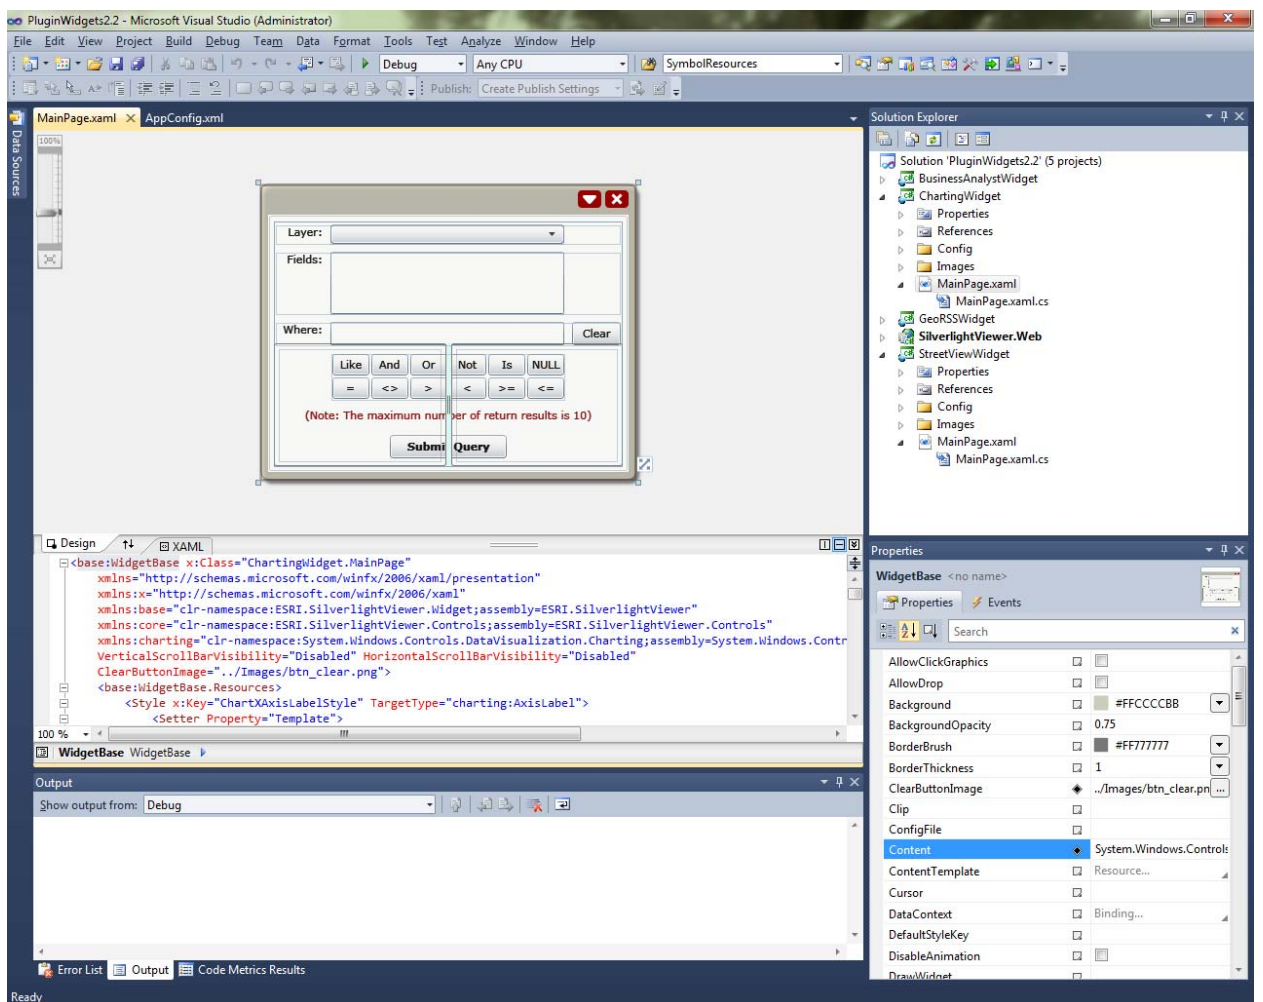 PluginWidgets2.2 - Microsoft Visual Studio (Administrator)
File Edit View Project Build Debug Team Data Format Tools Test Analyze Window Help
Debug Any CPU SymbolResources
Publish: Create Publish Settings
Data Sources
MainPage.xaml AppConfig.xml
100%
Layer:
Fields:
Where: Clear
Like And Or Not Is NULL
= <> > < >= <=
(Note: The maximum number of return results is 10)
Submit Query
Design XAML
<base:WidgetBase x:Class="ChartingWidget.MainPage"
xmlns="http://schemas.microsoft.com/winfx/2006/xaml/presentation"
xmlns:x="http://schemas.microsoft.com/winfx/2006/xaml"
xmlns:base="clr-namespace:ESRI.SilverlightViewer.Widget;assembly=ESRI.SilverlightViewer"
xmlns:core="clr-namespace:ESRI.SilverlightViewer.Controls;assembly=ESRI.SilverlightViewer"
xmlns:charting="clr-namespace:System.Windows.Controls.DataVisualization.Charting;assembly=System.Windows.Contr
VerticalScrollBarVisibility="Disabled" HorizontalScrollBarVisibility="Disabled"
ClearButtonImage="../Images/btn_clear.png">
<base:WidgetBase.Resources>
<Style x:Key="ChartXAxisLabelStyle" TargetType="charting:AxisLabel">
<Setter Property="Template">
100 %
WidgetBase WidgetBase
Output
Show output from: Debug
Error List Output Code Metrics Results
Ready
Solution Explorer
Solution 'PluginWidgets2.2' (5 projects)
BusinessAnalystWidget
ChartingWidget
Properties
References
Config
Images
MainPage.xaml
MainPage.xaml.cs
GeoRSSWidget
SilverlightViewer.Web
StreetViewWidget
Properties
References
Config
Images
MainPage.xaml
MainPage.xaml.cs
Properties
WidgetBase <no name>
Properties Events
Search
AllowClickGraphics
AllowDrop
Background #FFCCCCBB
BackgroundOpacity 0.75
BorderBrush #FF777777
BorderThickness 1
ClearButtonImage ../Images/btn_clear.pn ...
Clip
ConfigFile
Content System.Windows.Controls
ContentTemplate Resource...
Cursor
DataContext Binding...
DefaultStyleKey
DisableAnimation
DrawWidget